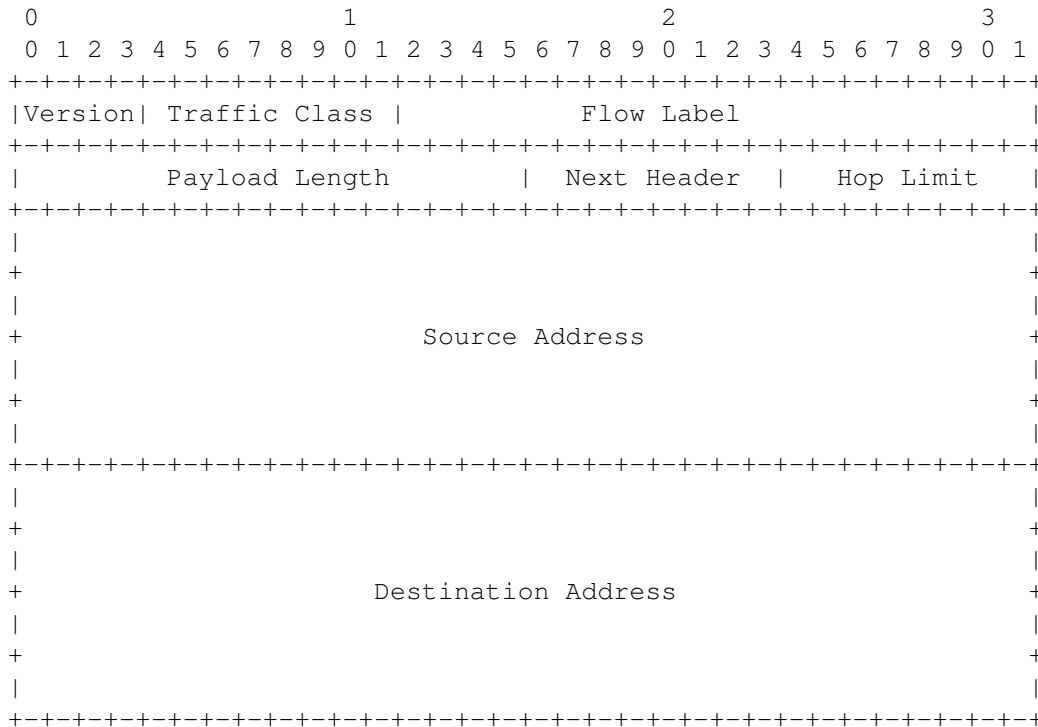 0 1 2 3
0 1 2 3 4 5 6 7 8 9 0 1 2 3 4 5 6 7 8 9 0 1 2 3 4 5 6 7 8 9 0 1
+-+-+-+-+-+-+-+-+-+-+-+-+-+-+-+-+-+-+-+-+-+-+-+-+-+-+-+-+-+-+-+-+
|Version| Traffic Class | Flow Label |
+-+-+-+-+-+-+-+-+-+-+-+-+-+-+-+-+-+-+-+-+-+-+-+-+-+-+-+-+-+-+-+-+
| Payload Length | Next Header | Hop Limit |
+-+-+-+-+-+-+-+-+-+-+-+-+-+-+-+-+-+-+-+-+-+-+-+-+-+-+-+-+-+-+-+-+
| |
+ +
| |
+ Source Address +
| |
+ +
| |
+-+-+-+-+-+-+-+-+-+-+-+-+-+-+-+-+-+-+-+-+-+-+-+-+-+-+-+-+-+-+-+-+
| |
+ +
| |
+ Destination Address +
| |
+ +
| |
+-+-+-+-+-+-+-+-+-+-+-+-+-+-+-+-+-+-+-+-+-+-+-+-+-+-+-+-+-+-+-+-+